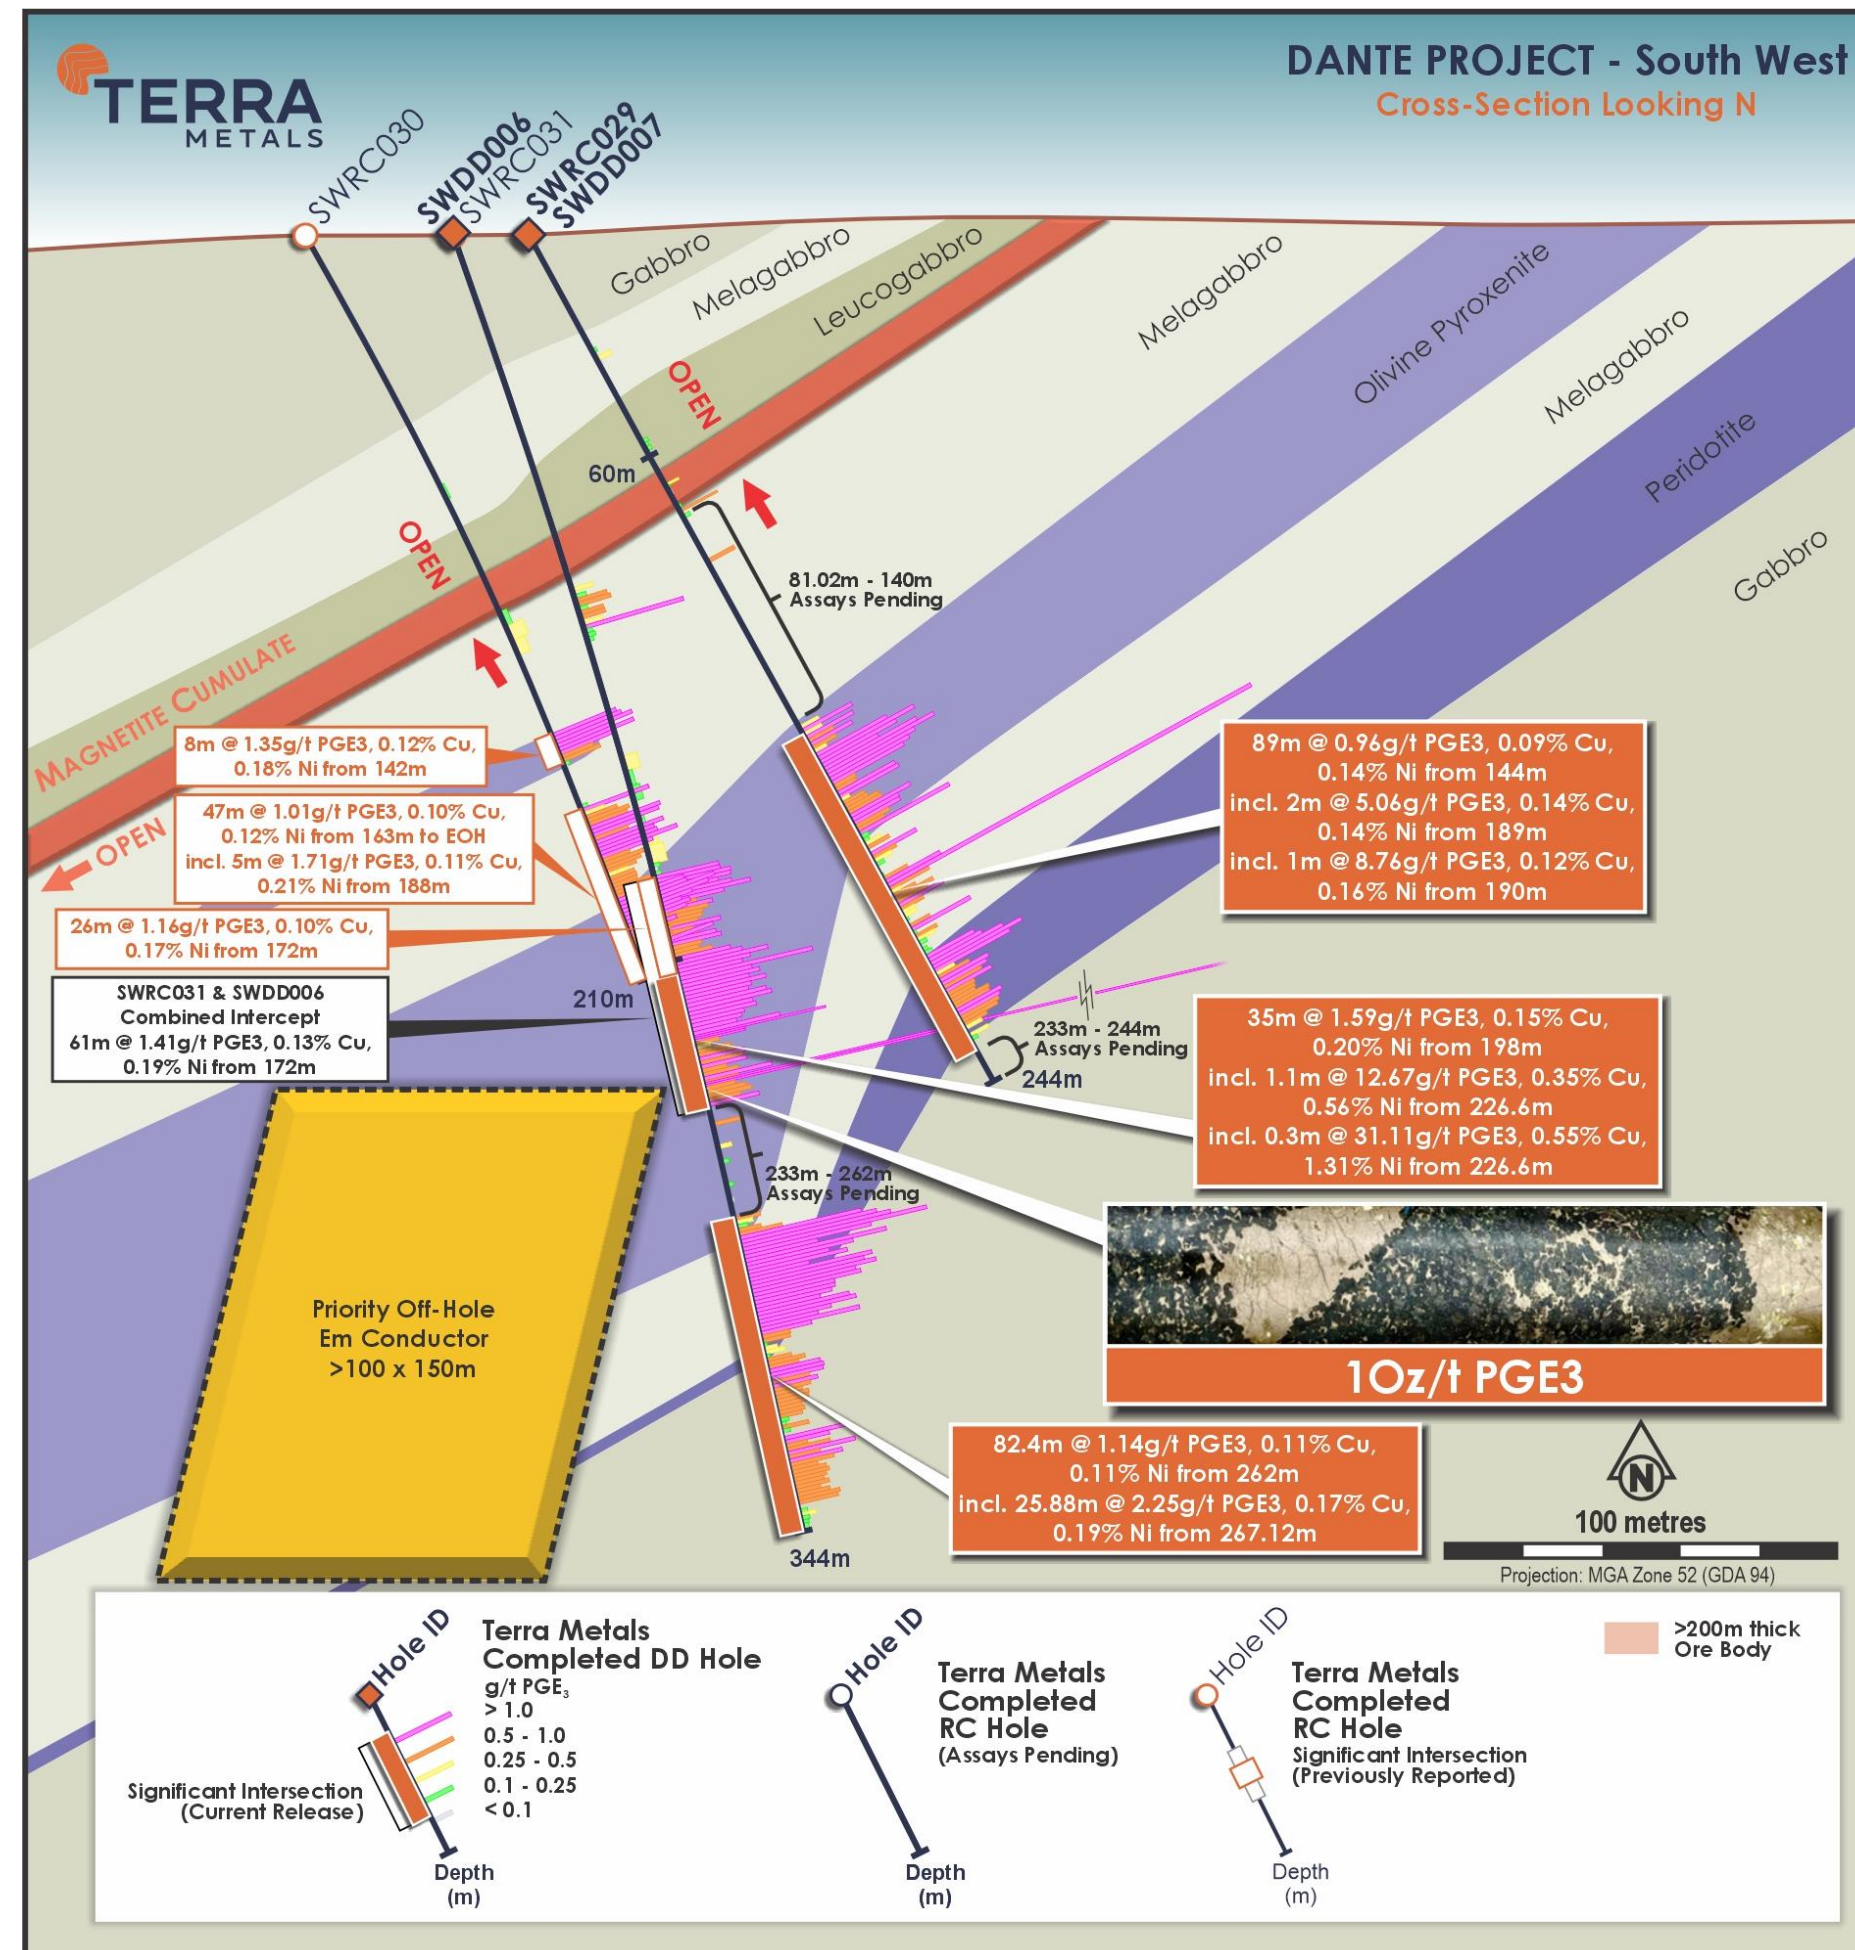 TERRA
METALS
DANTE PROJECT - South West
Cross-Section Looking N
SWRC030
SWDD006
SWRC031
SWRC029
SWDD007
Gabbro
Melagabbro
Leucogabbro
Melagabbro
Olivine Pyroxenite
Melagabbro
Peridotite
Gabbro
OPEN
60m
OPEN
81.02m - 140m
Assays Pending
MAGNETITE CUMULATE
OPEN
8m @ 1.35g/t PGE3, 0.12% Cu,
0.18% Ni from 142m
47m @ 1.01g/t PGE3, 0.10% Cu,
0.12% Ni from 163m to EOH
incl. 5m @ 1.71g/t PGE3, 0.11% Cu,
0.21% Ni from 188m
26m @ 1.16g/t PGE3, 0.10% Cu,
0.17% Ni from 172m
SWRC031 & SWDD006
Combined Intercept
61m @ 1.41g/t PGE3, 0.13% Cu,
0.19% Ni from 172m
210m
89m @ 0.96g/t PGE3, 0.09% Cu,
0.14% Ni from 144m
incl. 2m @ 5.06g/t PGE3, 0.14% Cu,
0.14% Ni from 189m
incl. 1m @ 8.76g/t PGE3, 0.12% Cu,
0.16% Ni from 190m
233m - 244m
Assays Pending
244m
35m @ 1.59g/t PGE3, 0.15% Cu,
0.20% Ni from 198m
incl. 1.1m @ 12.67g/t PGE3, 0.35% Cu,
0.56% Ni from 226.6m
incl. 0.3m @ 31.11g/t PGE3, 0.55% Cu,
1.31% Ni from 226.6m
233m - 262m
Assays Pending
1Oz/t PGE3
Priority Off-Hole
Em Conductor
>100 x 150m
82.4m @ 1.14g/t PGE3, 0.11% Cu,
0.11% Ni from 262m
incl. 25.88m @ 2.25g/t PGE3, 0.17% Cu,
0.19% Ni from 267.12m
344m
N
100 metres
Projection: MGA Zone 52 (GDA 94)
Hole ID
Terra Metals
Completed DD Hole
g/t PGE3
> 1.0
0.5 - 1.0
0.25 - 0.5
0.1 - 0.25
< 0.1
Significant Intersection
(Current Release)
Depth
(m)
Hole ID
Terra Metals
Completed
RC Hole
(Assays Pending)
Depth
(m)
Hole ID
Terra Metals
Completed
RC Hole
Significant Intersection
(Previously Reported)
Depth
(m)
>200m thick
Ore Body